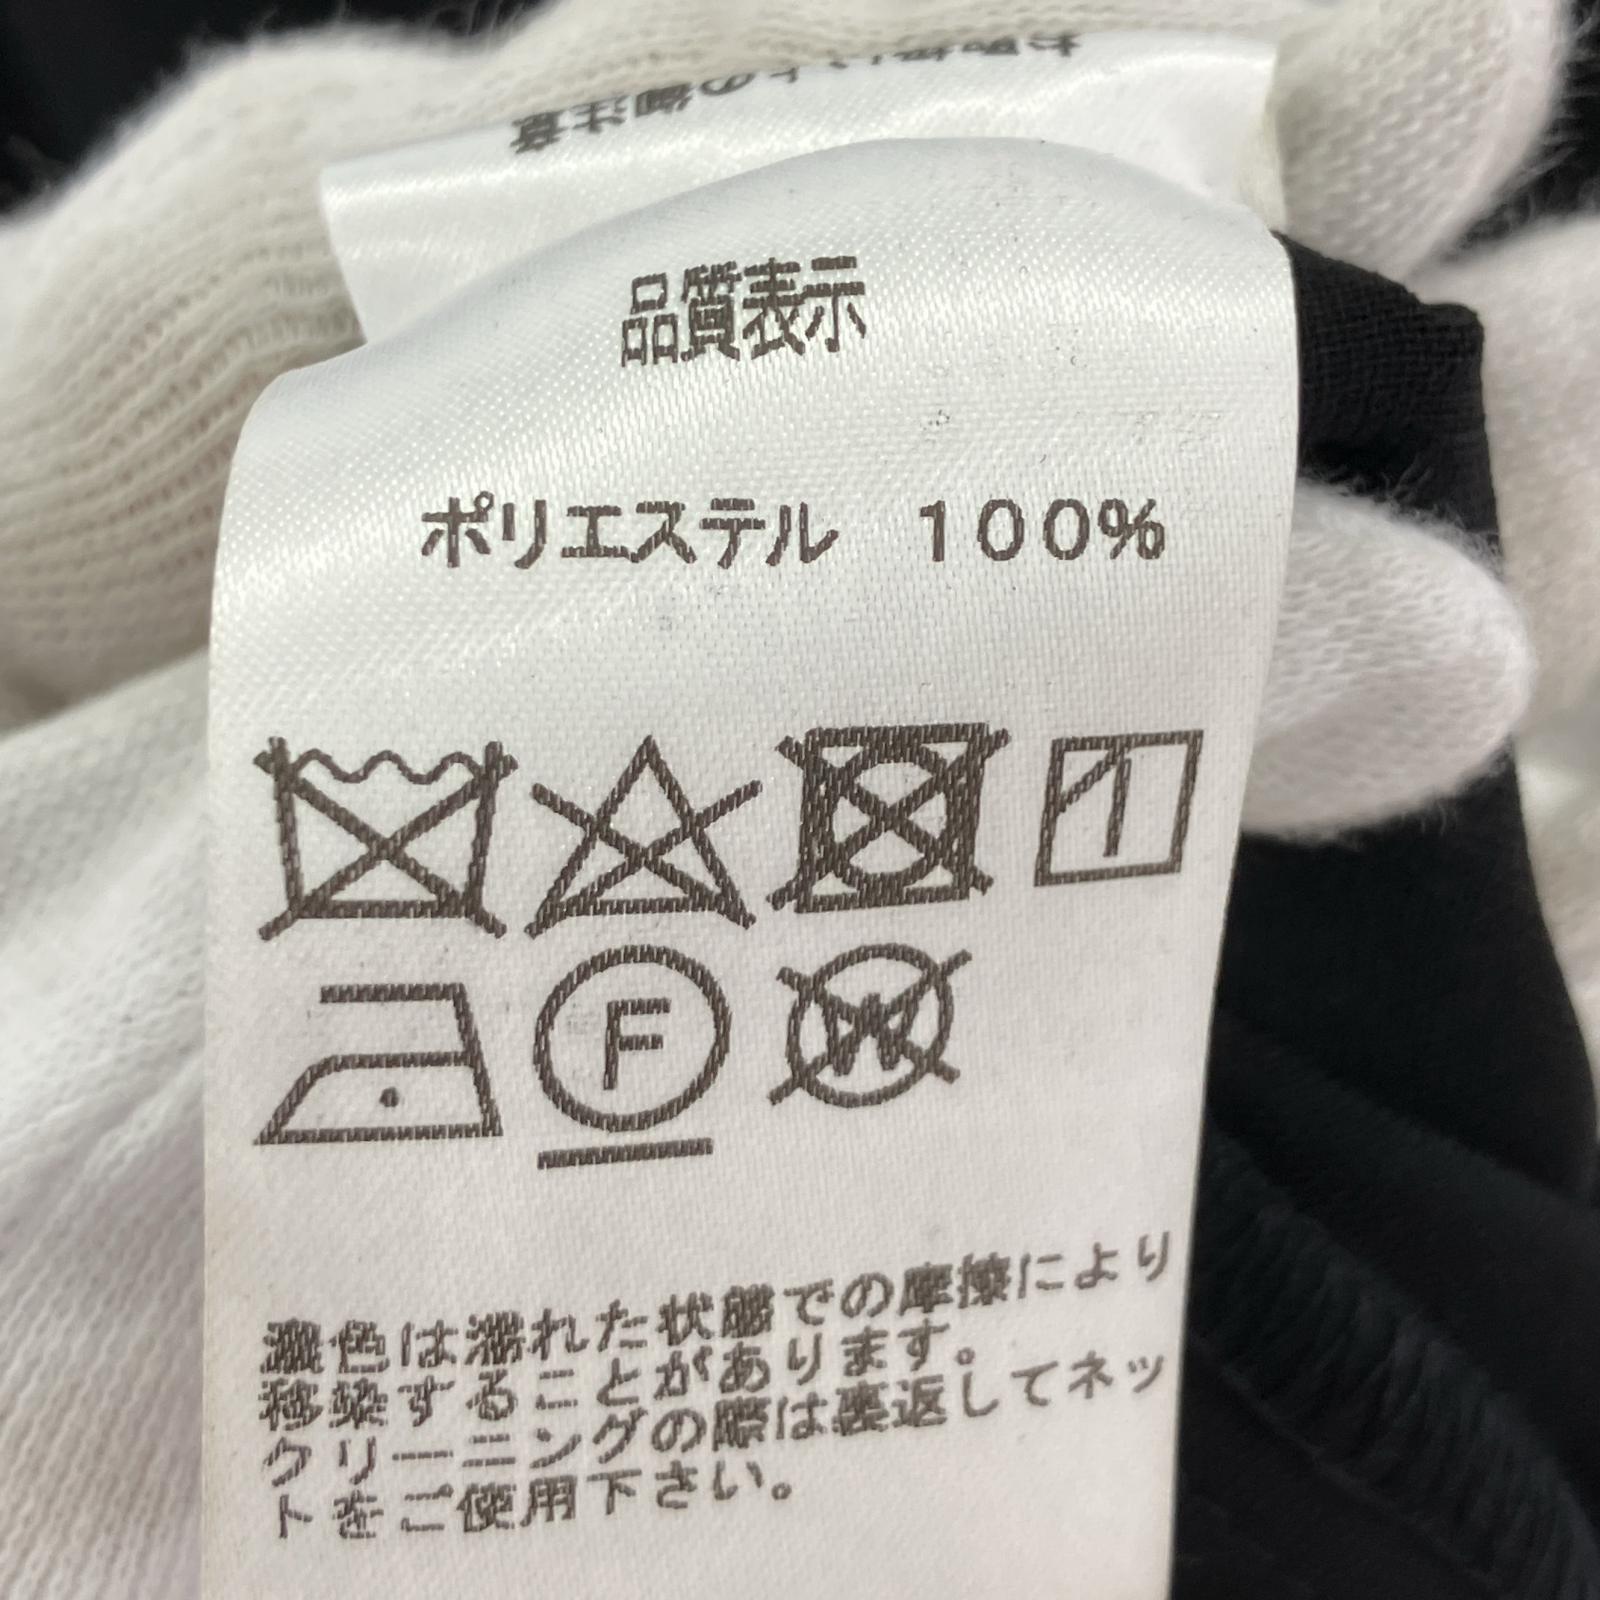 品質表示
ポリエステル 100%
F
W
濃色は濡れた状態での摩擦により
移染することがあります。
クリーニングの際は裏返してネッ
トをご使用下さい。